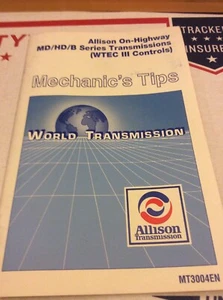 Allison On-Highway
MD/HD/B Series Transmissions
(WTEC III Controls)
Mechanic's Tips
WORLD TRANSMISSION
Allison
Transmission
MT3004EN
TRACKE
INSURE